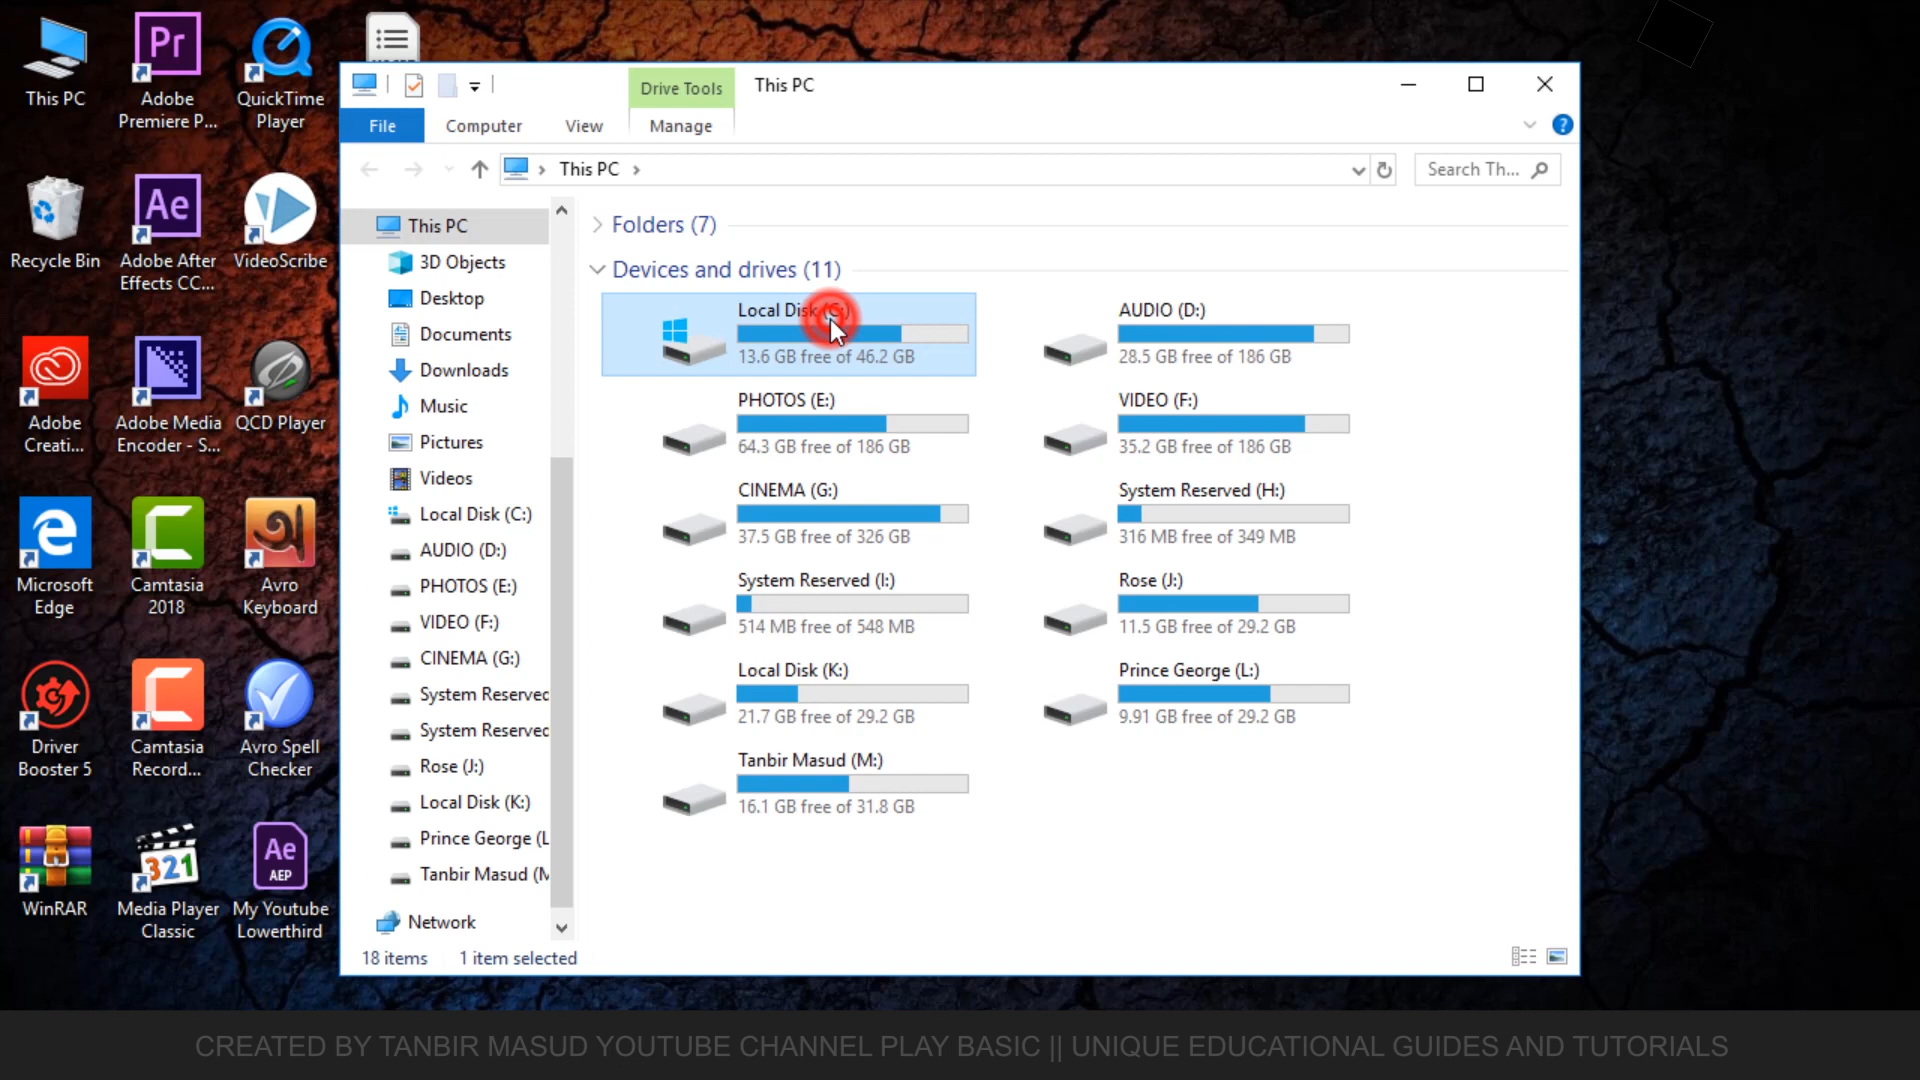 This PC
Adobe
Premiere P...
QuickTime
Player
Recycle Bin
Adobe After
Effects CC...
VideoScribe
Adobe
Creati...
Adobe Media
Encoder - S...
QCD Player
Microsoft
Edge
Camtasia
2018
Avro
Keyboard
Driver
Booster 5
Camtasia
Record...
Avro Spell
Checker
WinRAR
Media Player
Classic
My Youtube
Lowerthird
Pr
Ae
অ
321
Ae
AEP
Drive Tools
This PC
File
Computer
View
Manage
?
This PC
Search Th...
This PC
3D Objects
Desktop
Documents
Downloads
Music
Pictures
Videos
Local Disk (C:)
AUDIO (D:)
PHOTOS (E:)
VIDEO (F:)
CINEMA (G:)
System Reserved
System Reserved
Rose (J:)
Local Disk (K:)
Prince George (L
Tanbir Masud (M
Network
Folders (7)
Devices and drives (11)
Local Disk (C:)
13.6 GB free of 46.2 GB
AUDIO (D:)
28.5 GB free of 186 GB
PHOTOS (E:)
64.3 GB free of 186 GB
VIDEO (F:)
35.2 GB free of 186 GB
CINEMA (G:)
37.5 GB free of 326 GB
System Reserved (H:)
316 MB free of 349 MB
System Reserved (I:)
514 MB free of 548 MB
Rose (J:)
11.5 GB free of 29.2 GB
Local Disk (K:)
21.7 GB free of 29.2 GB
Prince George (L:)
9.91 GB free of 29.2 GB
Tanbir Masud (M:)
16.1 GB free of 31.8 GB
18 items
1 item selected
CREATED BY TANBIR MASUD YOUTUBE CHANNEL PLAY BASIC || UNIQUE EDUCATIONAL GUIDES AND TUTORIALS